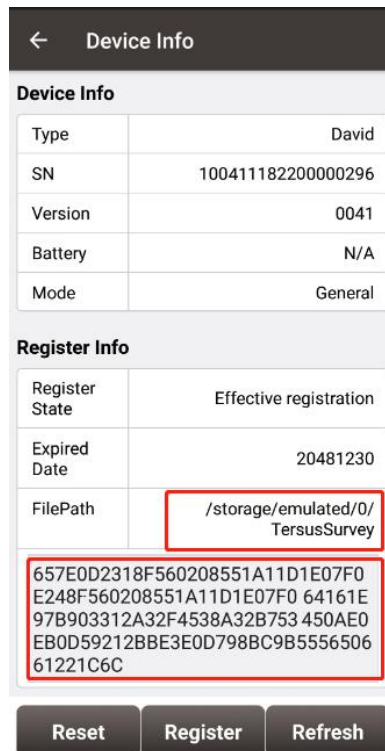 ← Device Info
Device Info
Type David
SN 100411182200000296
Version 0041
Battery N/A
Mode General
Register Info
Register
State Effective registration
Expired
Date 20481230
FilePath /storage/emulated/0/
TersusSurvey
657E0D2318F560208551A11D1E07F0
E248F560208551A11D1E07F0 64161E
97B903312A32F4538A32B753 450AE0
EB0D59212BBE3E0D798BC9B5556506
61221C6C
Reset Register Refresh